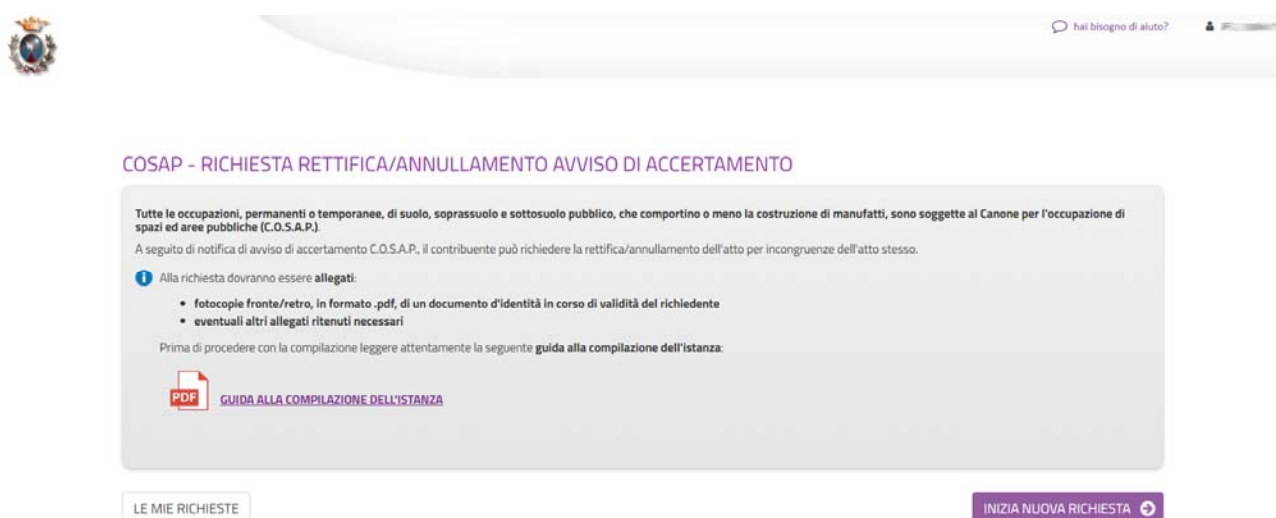 hai bisogno di aiuto?
COSAP - RICHIESTA RETTIFICA/ANNULLAMENTO AVVISO DI ACCERTAMENTO
Tutte le occupazioni, permanenti o temporanee, di suolo, soprassuolo e sottosuolo pubblico, che comportino o meno la costruzione di manufatti, sono soggette al Canone per l'occupazione di
spazi ed aree pubbliche (C.O.S.A.P.).
A seguito di notifica di avviso di accertamento C.O.S.A.P., il contribuente può richiedere la rettifica/annullamento dell'atto per incongruenze dell'atto stesso.
Alla richiesta dovranno essere allegati:
• fotocopie fronte/retro, in formato .pdf, di un documento d'identità in corso di validità del richiedente
• eventuali altri allegati ritenuti necessari
Prima di procedere con la compilazione leggere attentamente la seguente guida alla compilazione dell'istanza:
PDF GUIDA ALLA COMPILAZIONE DELL'ISTANZA
LE MIE RICHIESTE
INIZIA NUOVA RICHIESTA